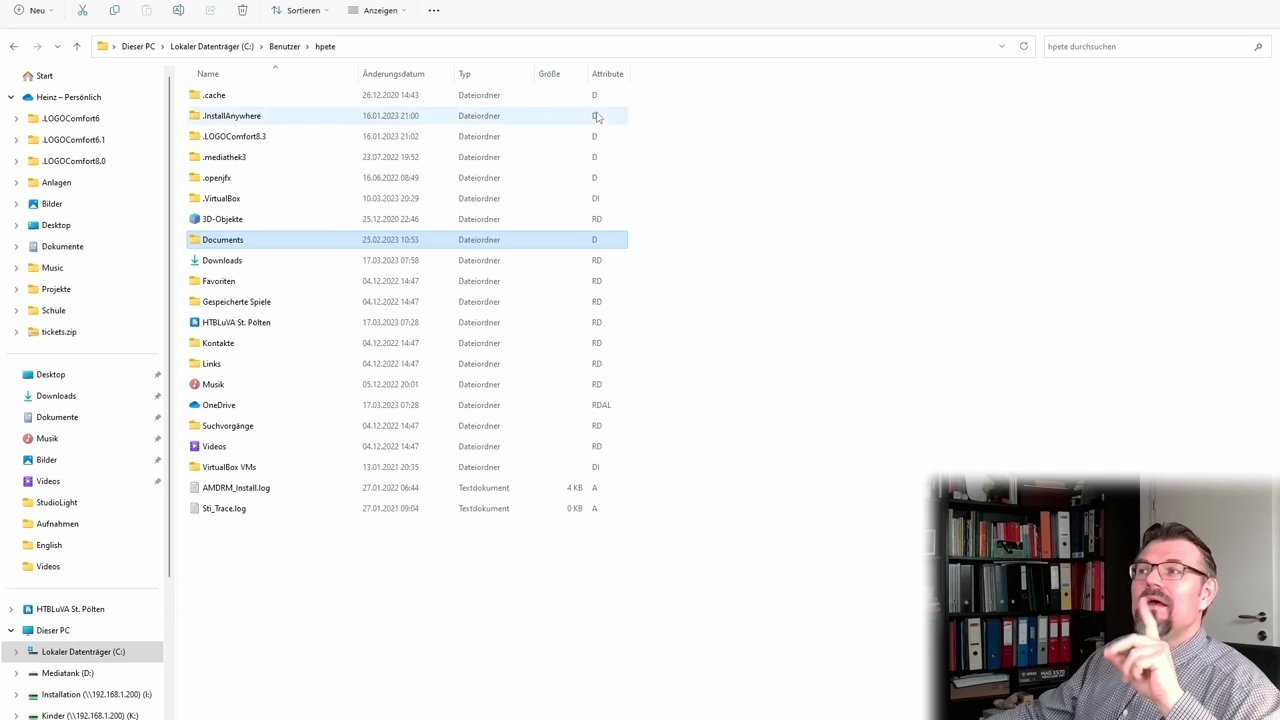 Neu
Sortieren
Anzeigen
Dieser PC
Lokaler Datenträger (C:)
Benutzer
hpete
hpete durchsuchen
Start
Heinz – Persönlich
.LOGOComfort6
.LOGOComfort6.1
.LOGOComfort8.0
Anlagen
Bilder
Desktop
Dokumente
Music
Projekte
Schule
tickets.zip
Desktop
Downloads
Dokumente
Musik
Bilder
Videos
StudioLight
Aufnahmen
English
Videos
HTBLuVA St. Pölten
Dieser PC
Lokaler Datenträger (C:)
Mediatank (D:)
Installation (\\192.168.1.200) (I:)
Kinder (\\192.168.1.200) (K:)
Name Änderungsdatum Typ Größe Attribute
.cache 26.12.2020 14:43 Dateiordner D
.InstallAnywhere 16.01.2023 21:00 Dateiordner D
.LOGOComfort8.3 16.01.2023 21:02 Dateiordner D
.mediathek3 23.07.2022 19:52 Dateiordner D
.openjfx 16.06.2022 08:49 Dateiordner D
.VirtualBox 10.03.2023 20:29 Dateiordner DI
3D-Objekte 25.12.2020 22:46 Dateiordner RD
Documents 25.02.2023 10:53 Dateiordner D
Downloads 17.03.2023 07:58 Dateiordner RD
Favoriten 04.12.2022 14:47 Dateiordner RD
Gespeicherte Spiele 04.12.2022 14:47 Dateiordner RD
HTBLuVA St. Pölten 17.03.2023 07:28 Dateiordner RD
Kontakte 04.12.2022 14:47 Dateiordner RD
Links 04.12.2022 14:47 Dateiordner RD
Musik 05.12.2022 20:01 Dateiordner RD
OneDrive 17.03.2023 07:28 Dateiordner RDAL
Suchvorgänge 04.12.2022 14:47 Dateiordner RD
Videos 04.12.2022 14:47 Dateiordner RD
VirtualBox VMs 13.01.2021 20:35 Dateiordner DI
AMDRM_Install.log 27.01.2022 06:44 Textdokument 4 KB A
Sti_Trace.log 27.01.2021 09:04 Textdokument 0 KB A